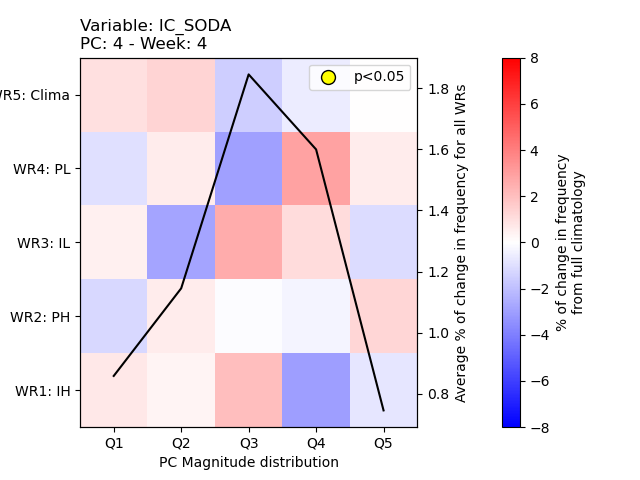 Variable: IC_SODA
PC: 4 - Week: 4
p<0.05
WR5: Clima
WR4: PL
WR3: IL
WR2: PH
WR1: IH
Q1 Q2 Q3 Q4 Q5
PC Magnitude distribution
1.8
1.6
1.4
1.2
1.0
0.8
Average % of change in frequency for all WRs
8
6
4
2
0
−2
−4
−6
−8
% of change in frequency
from full climatology